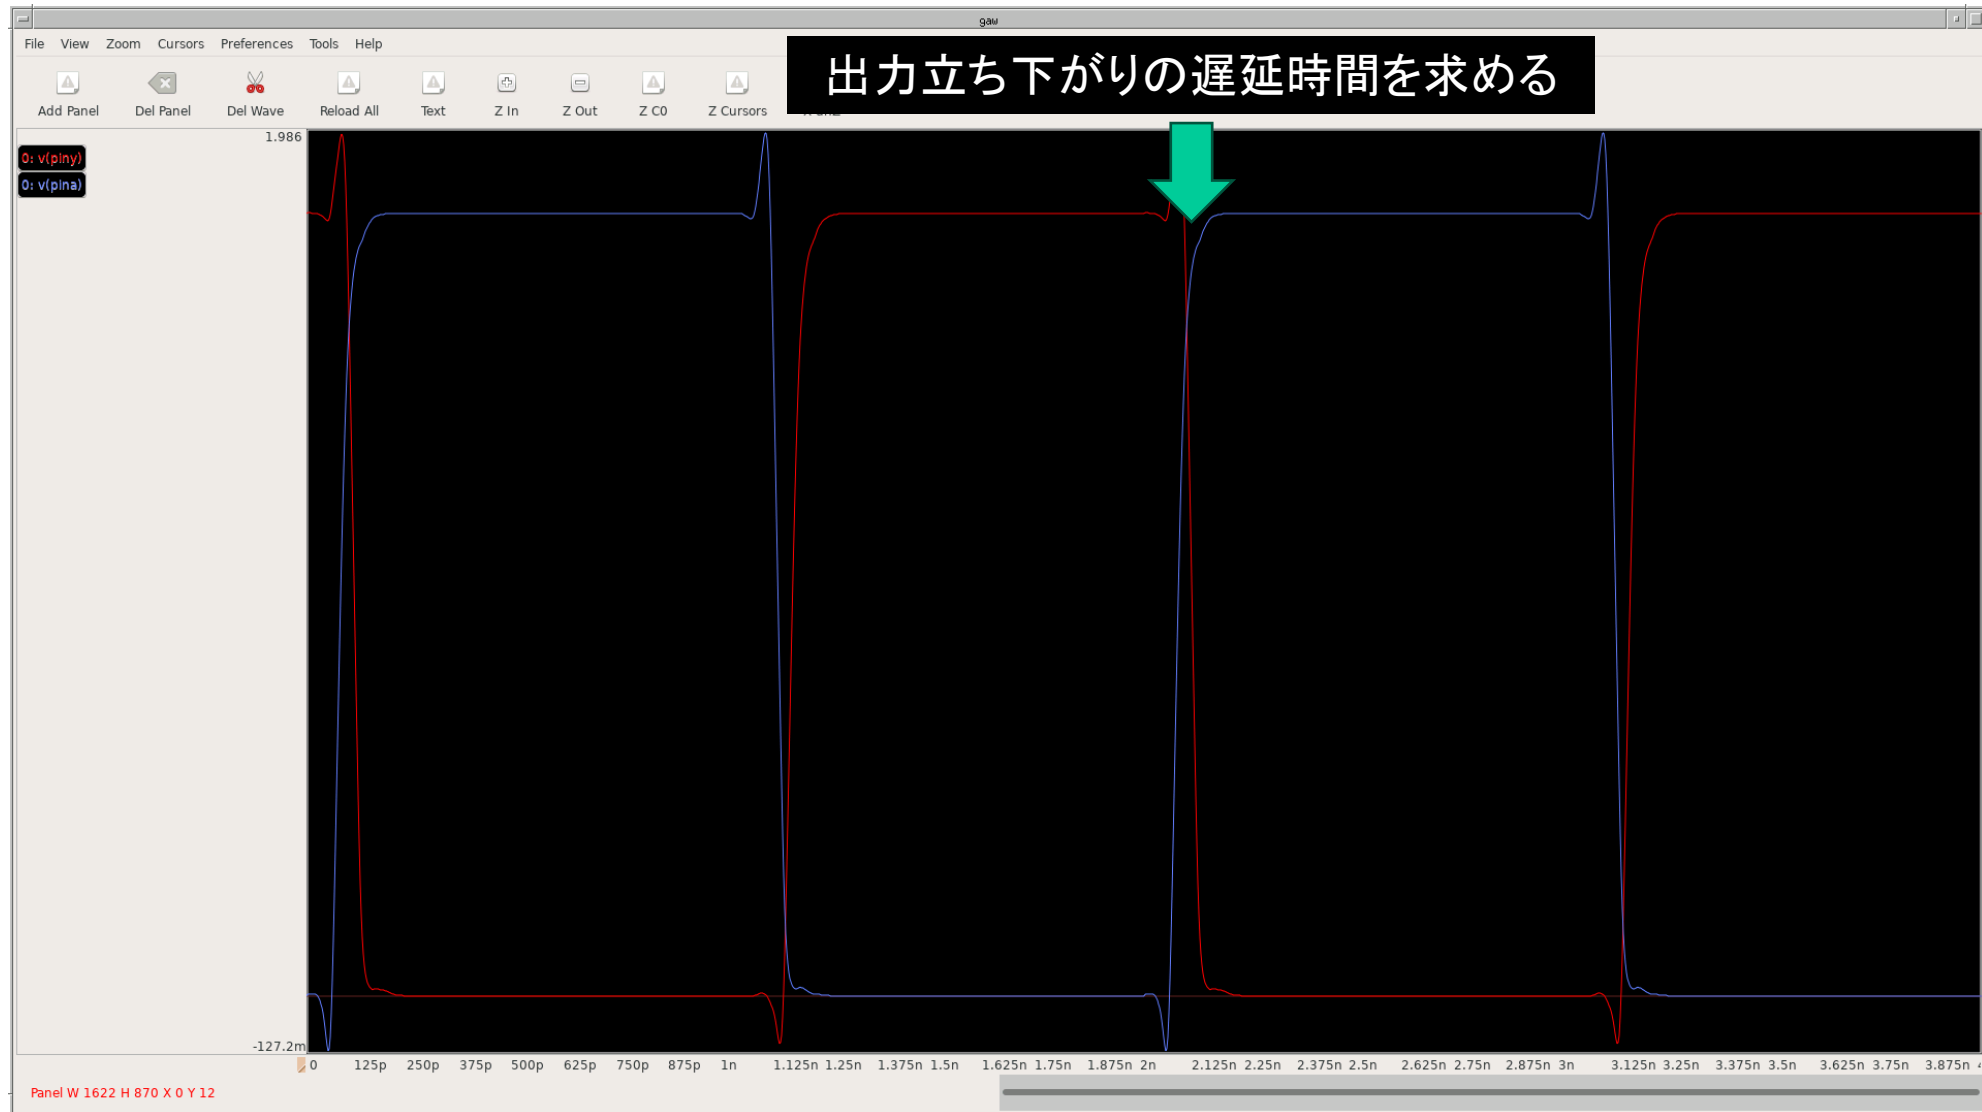 gaw
File View Zoom Cursors Preferences Tools Help
出力立ち下がりの遅延時間を求める
Add Panel Del Panel Del Wave Reload All Text Z In Z Out Z C0 Z Cursors
1.986
0: v(piny)
0: v(pina)
-127.2m
0 125p 250p 375p 500p 625p 750p 875p 1n 1.125n 1.25n 1.375n 1.5n 1.625n 1.75n 1.875n 2n 2.125n 2.25n 2.375n 2.5n 2.625n 2.75n 2.875n 3n 3.125n 3.25n 3.375n 3.5n 3.625n 3.75n 3.875n
Panel W 1622 H 870 X 0 Y 12